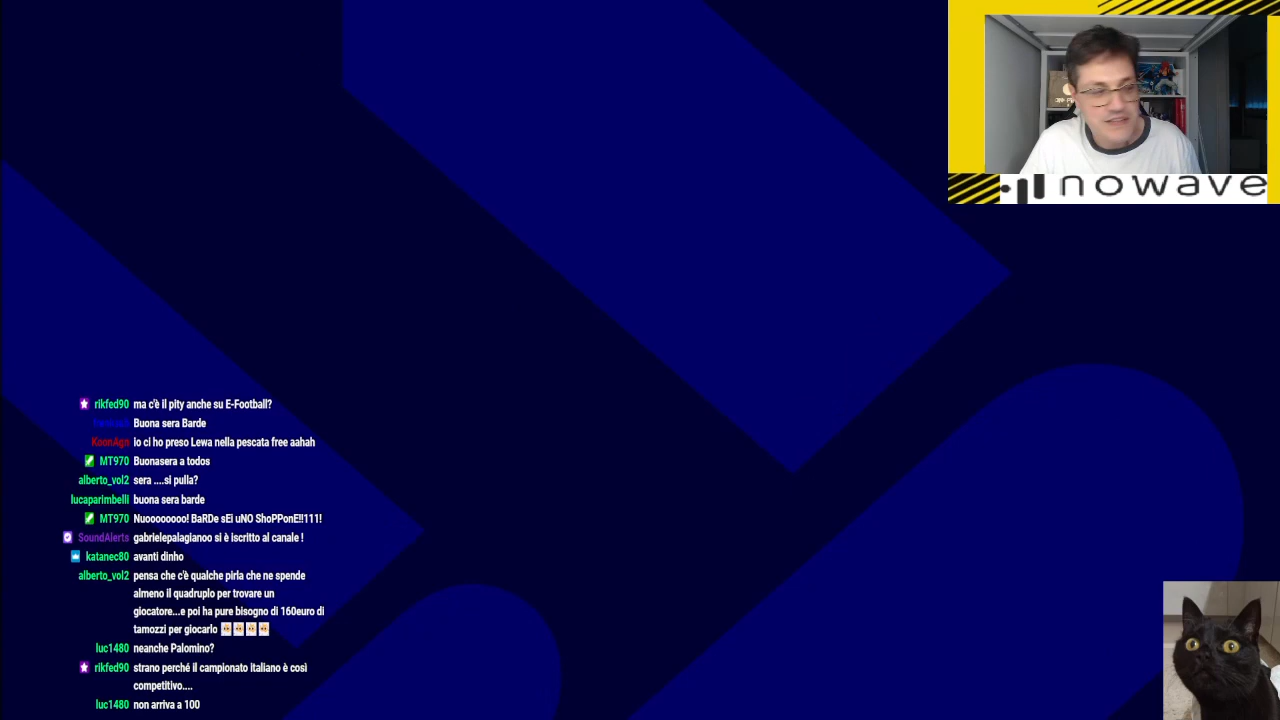 nowave
rikfed90 ma c'è il pity anche su E-Football?
Buona sera Barde
KoonAgn io ci ho preso Lewa nella pescata free aahah
MT970 Buonasera a todos
alberto_vol2 sera ....si pulla?
lucaparimbelli buona sera barde
MT970 Nuoooooooo! BaRDe sEi uNO ShoPPonE!!111!
SoundAlerts gabrielepalagianoo si è iscritto al canale !
katanec80 avanti dinho
alberto_vol2 pensa che c'è qualche pirla che ne spende
almeno il quadruplo per trovare un
giocatore...e poi ha pure bisogno di 160euro di
tamozzi per giocarlo
luc1480 neanche Palomino?
rikfed90 strano perché il campionato italiano è così
competitivo....
luc1480 non arriva a 100